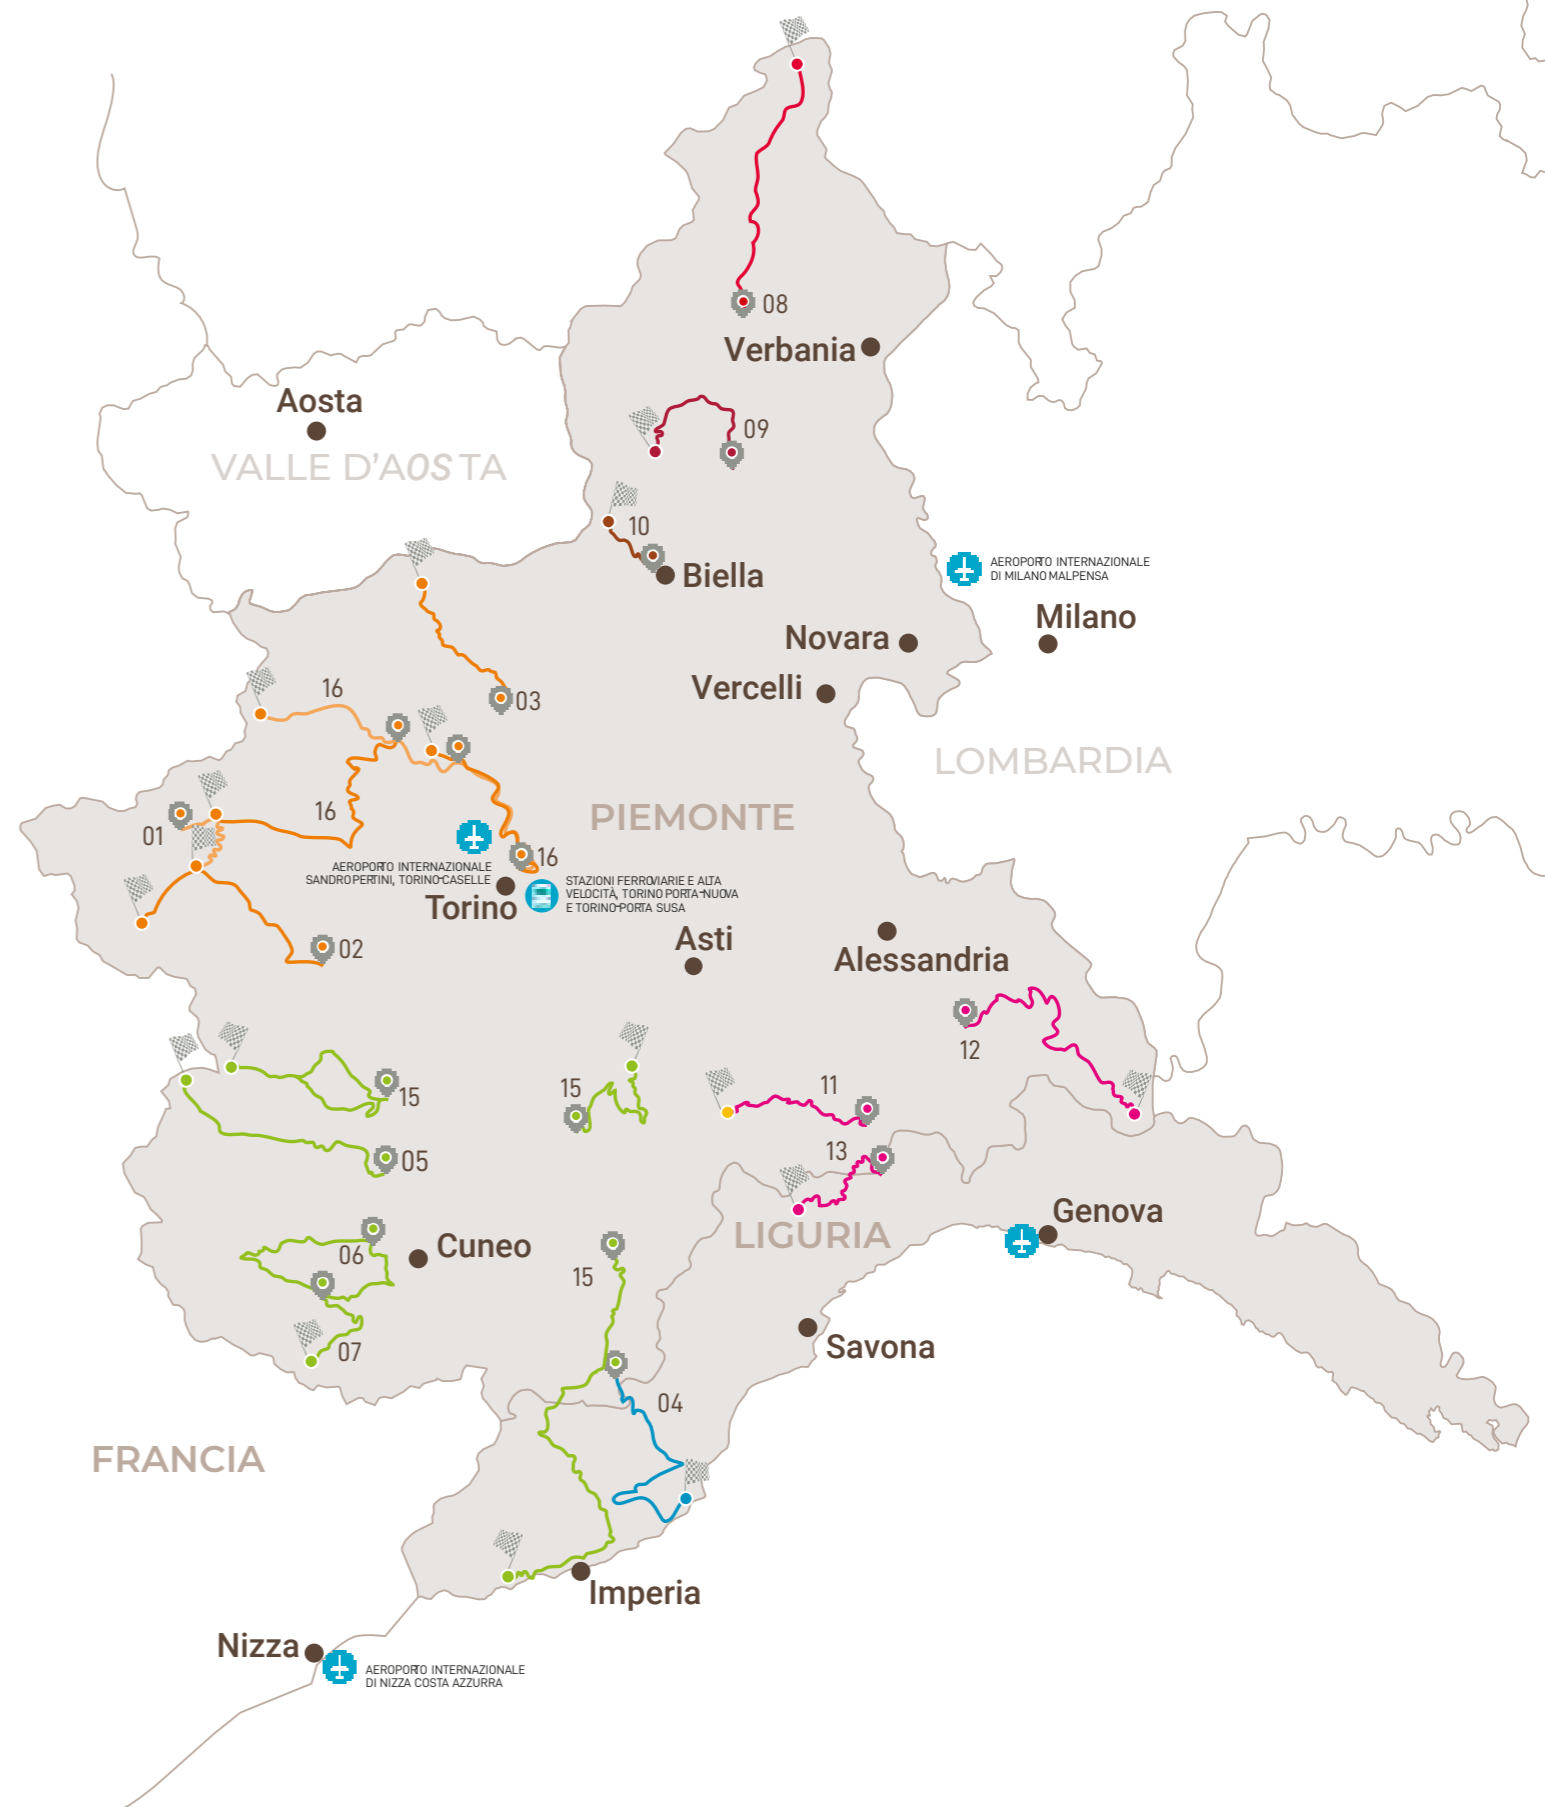 08
Verbania
Aosta
VALLE D'AOSTA
09
10
Biella
AEROPORTO INTERNAZIONALE
DI MILANO MALPENSA
Milano
Novara
Vercelli
03
16
LOMBARDIA
16
PIEMONTE
01
16
AEROPORTO INTERNAZIONALE
SANDRO PERTINI, TORINO-CASELLE
Torino
STAZIONI FERROVIARIE E ALTA
VELOCITÀ, TORINO PORTA-NUOVA
E TORINO-PORTA SUSA
02
Asti
Alessandria
12
15
15
11
05
13
Genova
LIGURIA
06
Cuneo
15
07
Savona
04
FRANCIA
Imperia
Nizza
AEROPORTO INTERNAZIONALE
DI NIZZA COSTA AZZURRA